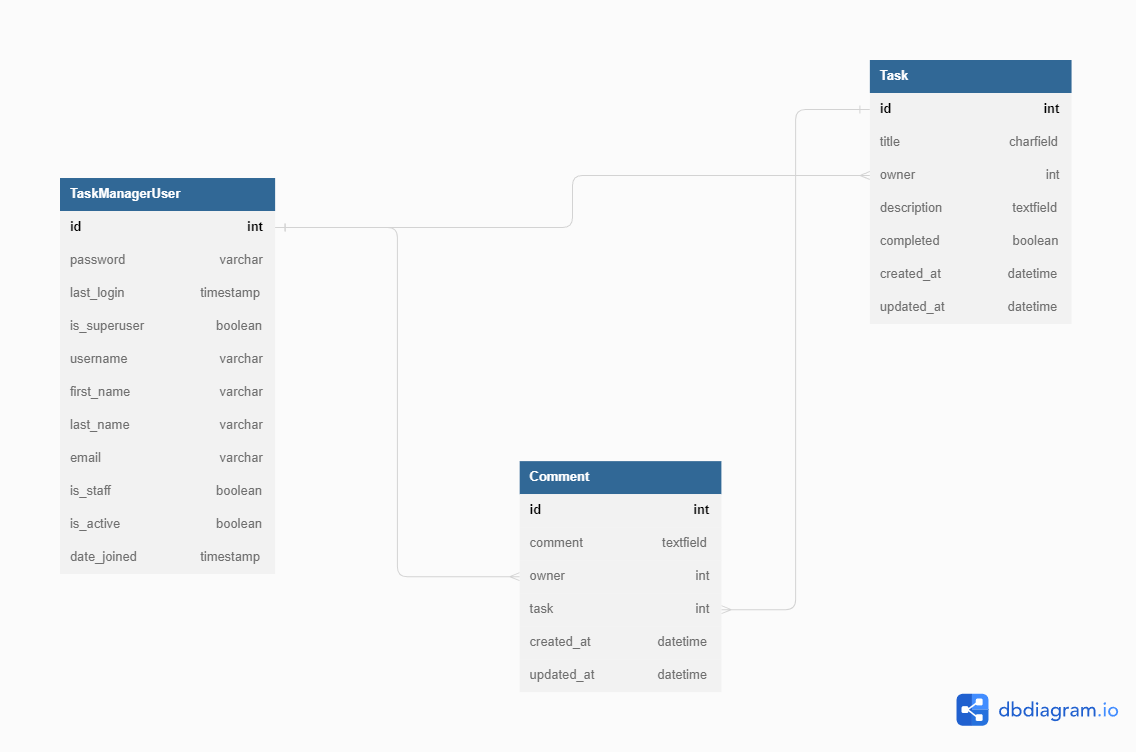 Task
id int
title charfield
owner int
description textfield
completed boolean
created_at datetime
updated_at datetime
TaskManagerUser
id int
password varchar
last_login timestamp
is_superuser boolean
username varchar
first_name varchar
last_name varchar
email varchar
is_staff boolean
is_active boolean
date_joined timestamp
Comment
id int
comment textfield
owner int
task int
created_at datetime
updated_at datetime
dbdiagram.io